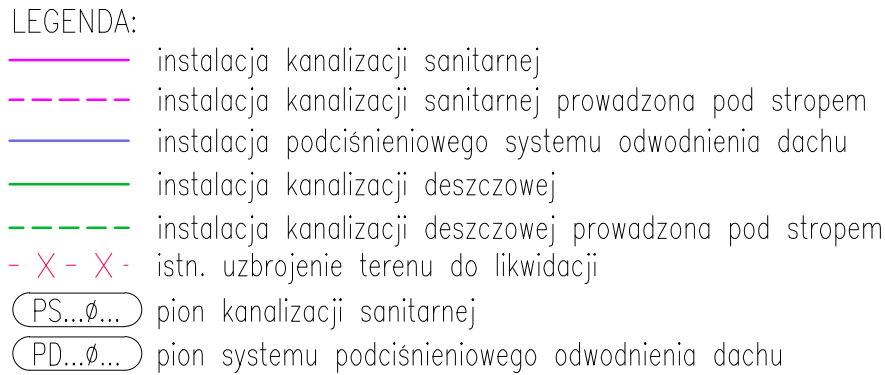 LEGENDA:
instalacja kanalizacji sanitarnej
instalacja kanalizacji sanitarnej prowadzona pod stropem
instalacja podciśnieniowego systemu odwodnienia dachu
instalacja kanalizacji deszczowej
instalacja kanalizacji deszczowej prowadzona pod stropem
- X - X - istn. uzbrojenie terenu do likwidacji
PS...ø... pion kanalizacji sanitarnej
PD...ø... pion systemu podciśnieniowego odwodnienia dachu